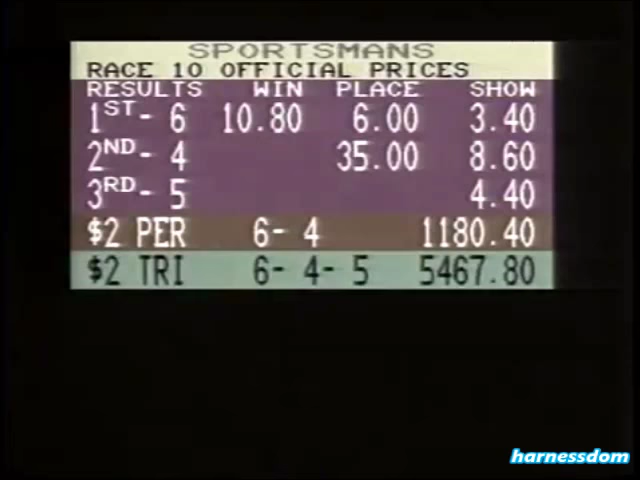 SPORTSMANS
RACE 10 OFFICIAL PRICES
RESULTS WIN PLACE SHOW
1ST- 6 10.80 6.00 3.40
2ND- 4 35.00 8.60
3RD- 5 4.40
$2 PER 6- 4 1180.40
$2 TRI 6- 4- 5 5467.80
harnessdom